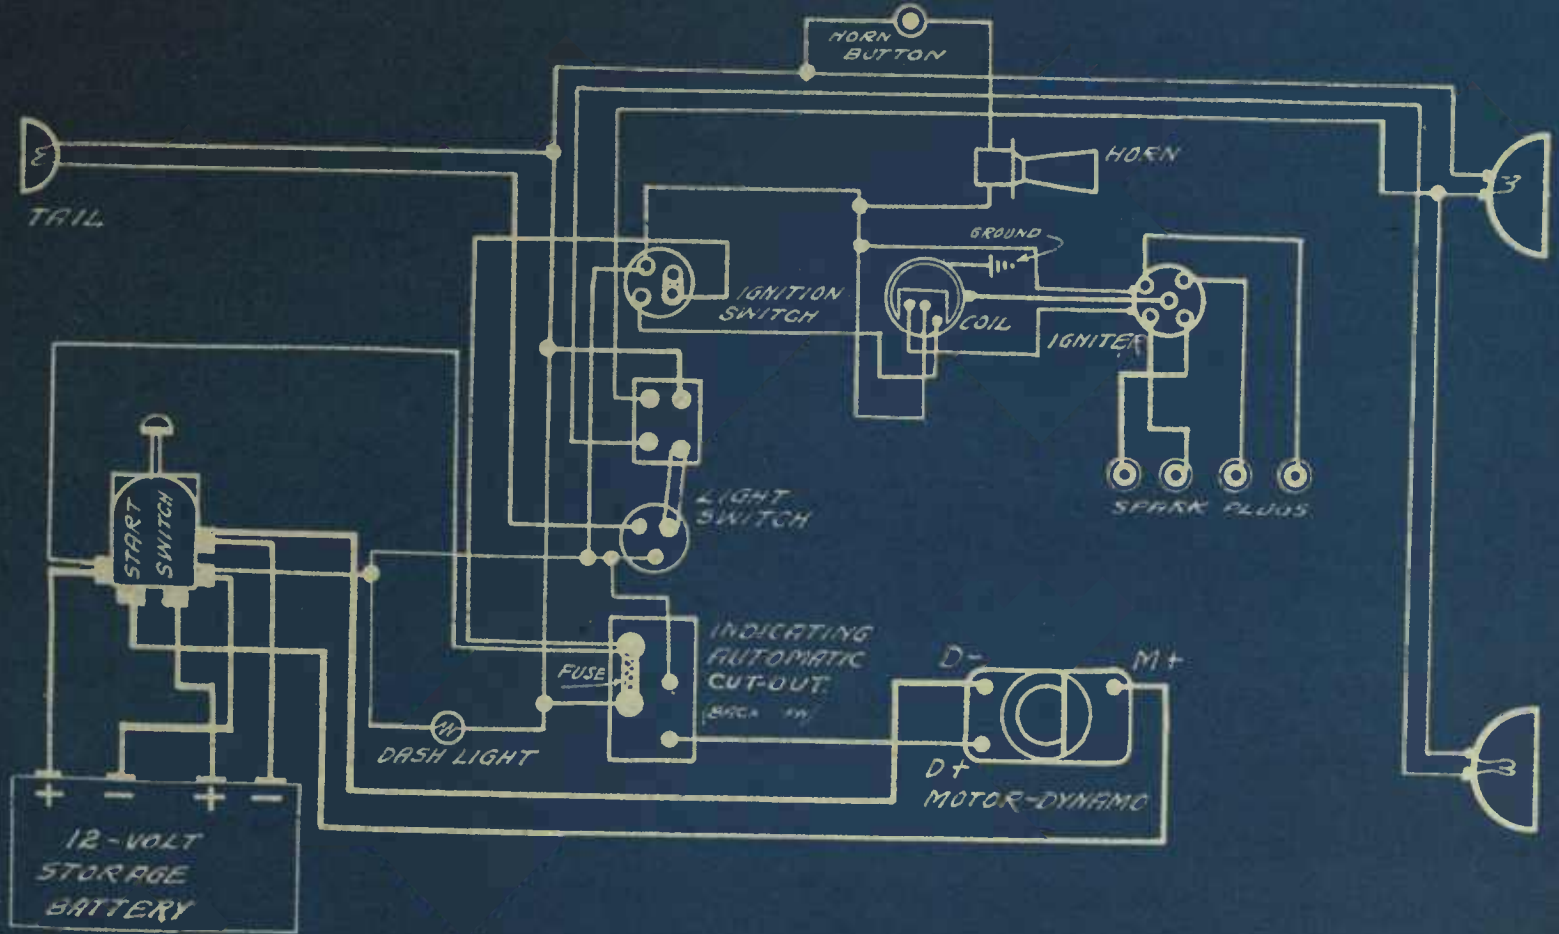 HORN
BUTTON
HORN
TAIL
GROUND
IGNITION
SWITCH
COIL
IGNITER
START
SWITCH
LIGHT
SWITCH
SPARK PLUGS
INDICATING
AUTOMATIC
CUT-OUT
FUSE
(BACK
DASH LIGHT
D-
M+
D+
MOTOR-DYNAMO
+ - + -
12-VOLT
STORAGE
BATTERY